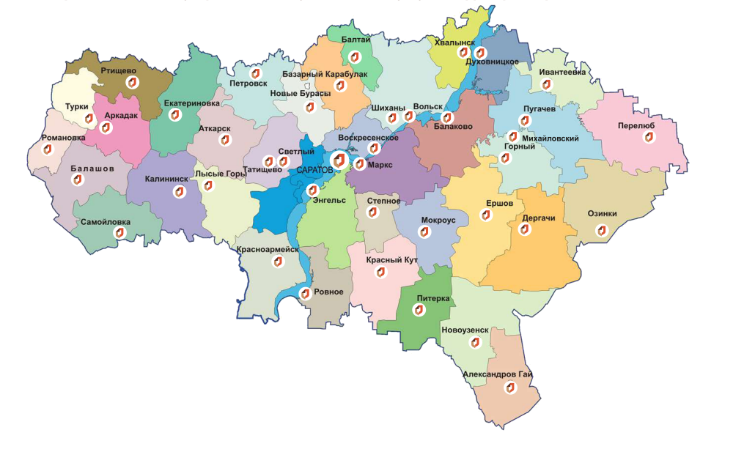 Балтай
Хвалынск
Духовницкое
Ртищево
Базарный Карабулак
Ивантеевка
Петровск
Новые Бурасы
Турки
Аркадак
Екатериновка
Шиханы
Вольск
Пугачев
Аткарск
Балаково
Перелюб
Романовка
Воскресенское
Михайловский
Светлый
Горный
Балашов
Татищево
САРАТОВ
Маркс
Калининск
Лысые Горы
Энгельс
Степное
Ершов
Самойловка
Мокроус
Дергачи
Озинки
Красноармейск
Красный Кут
Ровное
Питерка
Новоузенск
Александров Гай